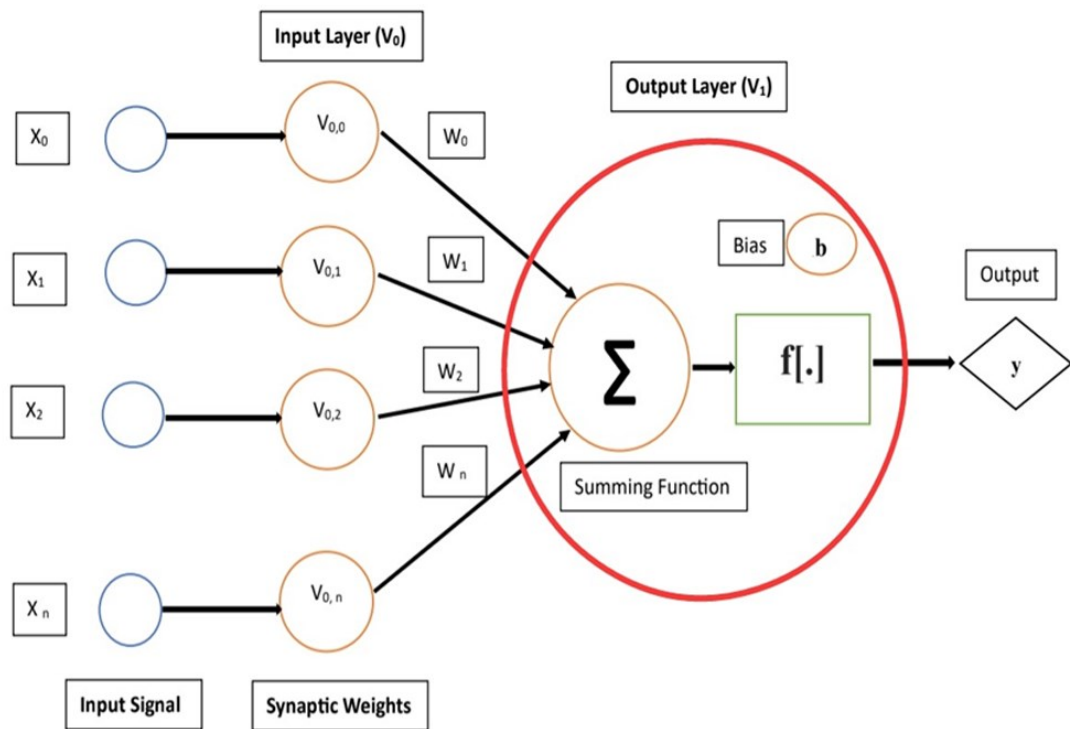 Input Layer (V₀)
Output Layer (V₁)
X₀
V₀,₀
W₀
X₁
V₀,₁
W₁
Bias
b
Output
X₂
V₀,₂
W₂
Σ
f[.]
y
W ₙ
Summing Function
X ₙ
V₀, ₙ
Input Signal
Synaptic Weights